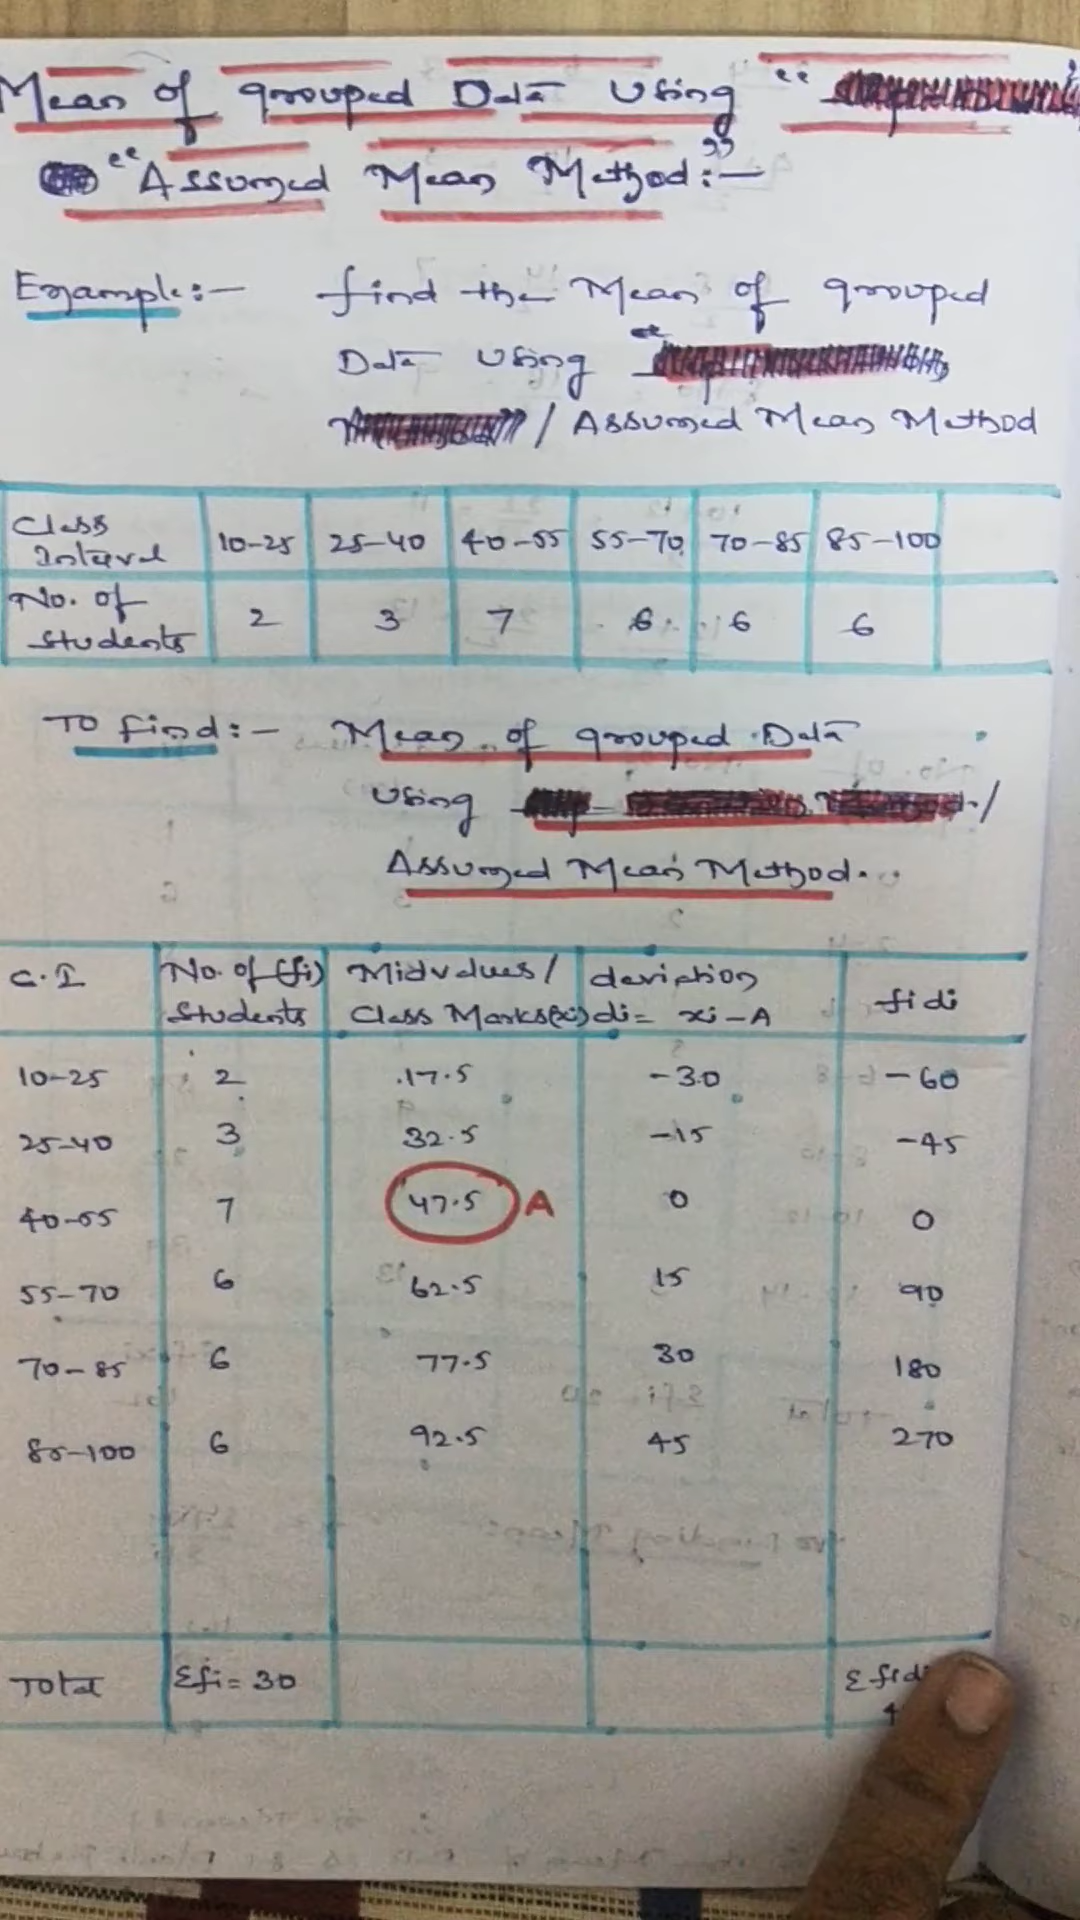 Mean of grouped Data Using "
"Assumed Mean Method":-
Example:- find the Mean of grouped
Data Using "
/ Assumed Mean Method
Class Interval 10-25 25-40 40-55 55-70 70-85 85-100
No. of Students 2 3 7 6 6 6
To find:- Mean of grouped Data
Using /
Assumed Mean Method.
C.I No. of (fi) Students Midvalues/ Class Marks(xi) deviation di= xi-A fidi
10-25 2 17.5 -30 -60
25-40 3 32.5 -15 -45
40-55 7 47.5 A 0 0
55-70 6 62.5 15 90
70-85 6 77.5 30 180
85-100 6 92.5 45 270
Total Σfi= 30 Σfidi